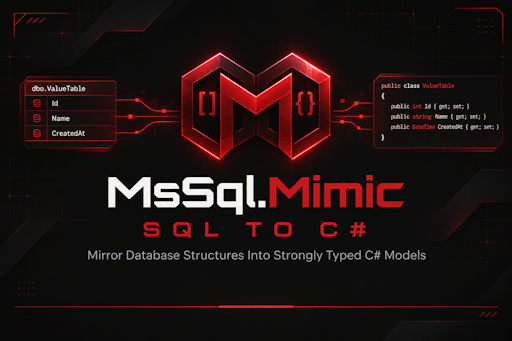 dbo.ValueTable
Id
Name
CreatedAt
[]
M
{}
public class ValueTable
{
public int Id { get; set; }
public string Name { get; set; }
public DateTime CreatedAt { get; set; }
}
MsSql.Mimic
SQL TO C#
Mirror Database Structures Into Strongly Typed C# Models